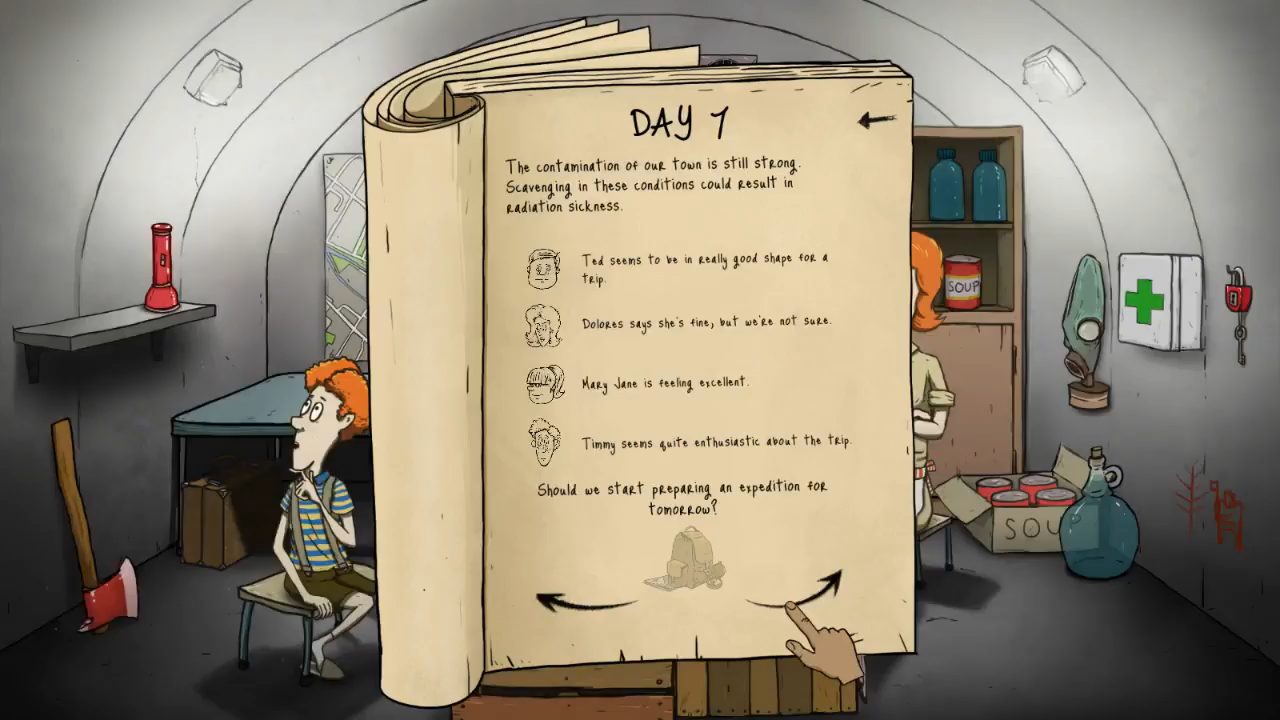 DAY 7
The contamination of our town is still strong.
Scavenging in these conditions could result in
radiation sickness.
Ted seems to be in really good shape for a
trip.
Dolores says she's fine, but we're not sure.
Mary Jane is feeling excellent.
Timmy seems quite enthusiastic about the trip.
Should we start preparing an expedition for
tomorrow?
SOUP
SOU